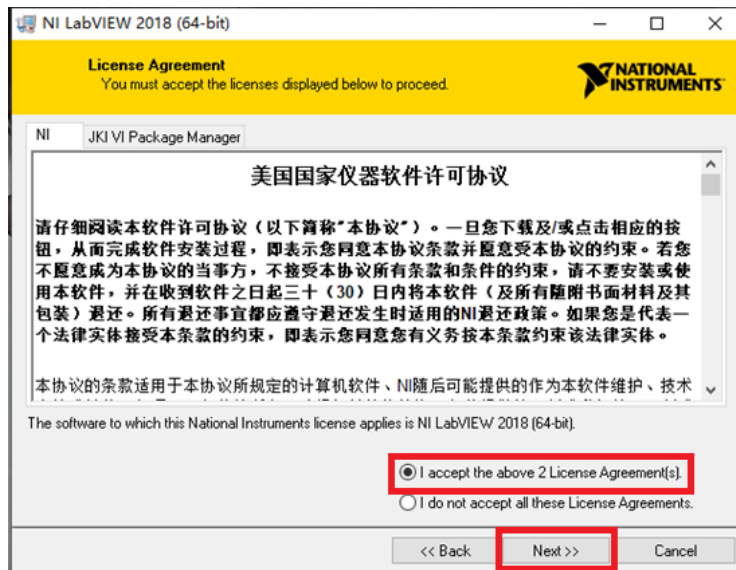 NI LabVIEW 2018 (64-bit)
License Agreement
You must accept the licenses displayed below to proceed.
NATIONAL
INSTRUMENTS
NI
JKI VI Package Manager
美国国家仪器软件许可协议
请仔细阅读本软件许可协议（以下简称"本协议"）。一旦您下载及/或点击相应的按
钮，从而完成软件安装过程，即表示您同意本协议条款并愿意受本协议的约束。若您
不愿意成为本协议的当事方，不接受本协议所有条款和条件的约束，请不要安装或使
用本软件，并在收到软件之日起三十（30）日内将本软件（及所有随附书面材料及其
包装）退还。所有退还事宜都应遵守退还发生时适用的NI退还政策。如果您是代表一
个法律实体接受本条款的约束，即表示您同意您有义务按本条款约束该法律实体。
本协议的条款适用于本协议所规定的计算机软件、NI随后可能提供的作为本软件维护、技术
The software to which this National Instruments license applies is NI LabVIEW 2018 (64-bit).
I accept the above 2 License Agreement(s).
I do not accept all these License Agreements.
<< Back
Next >>
Cancel